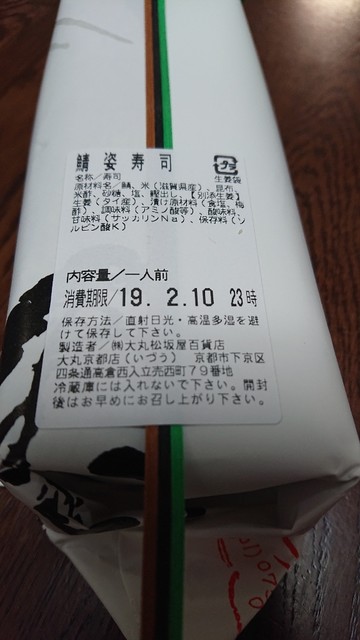 鯖姿寿司
プラ
生姜袋
名称/寿司
原材料名/鯖、米(滋賀県産)、昆布、
米酢、砂糖、塩、鰹出し、【別添生姜】
生姜(タイ産)、漬け原材料(食塩、梅
酢)、調味料(アミノ酸等)、酸味料、
甘味料(サッカリンNa)、保存料(ソ
ルビン酸K)
内容量/一人前
消費期限/19. 2.10 23時
保存方法/直射日光・高温多湿を避
けて保存して下さい。
製造者 /㈱大丸松坂屋百貨店
大丸京都店(いづう) 京都市下京区
四条通高倉西入立売西町79番地
冷蔵庫には入れないで下さい。開封
後はお早めにお召し上がり下さい。